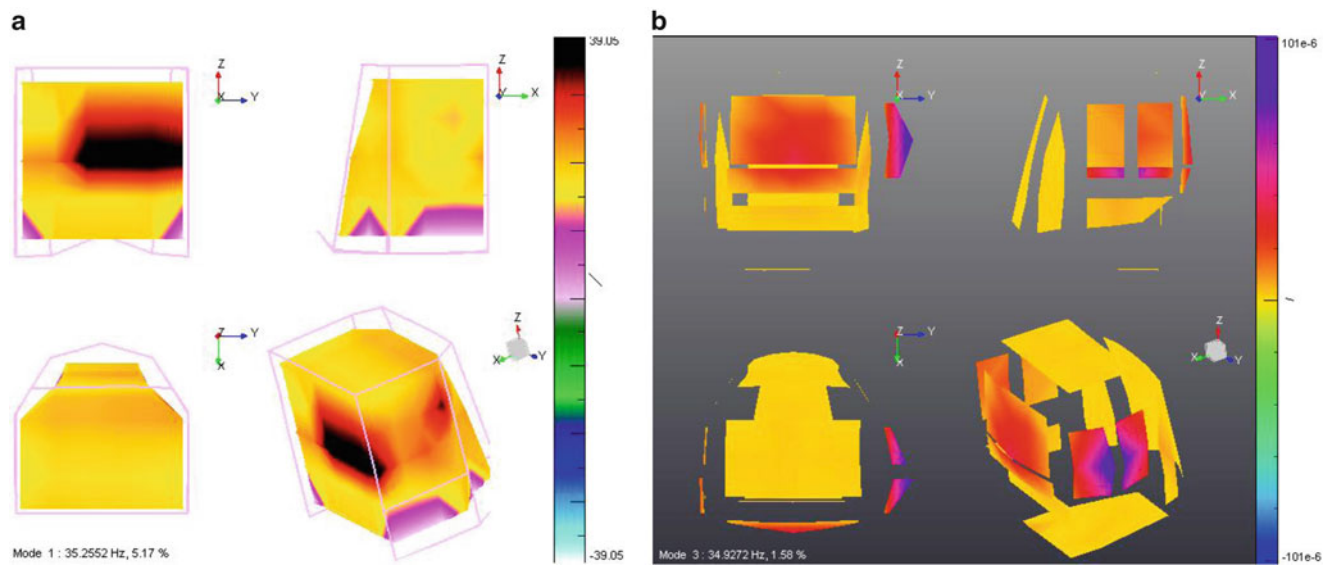 a
b
39.05
Z
Y
X
Z
X
Y
101e-6
Z
Y
X
Z
X
Y
Z
Y
X
Z
X
Y
Z
Y
X
Z
X
Y
Mode 1 : 35.2552 Hz, 5.17 %
-39.05
Mode 3 : 34.9272 Hz, 1.58 %
-101e-6